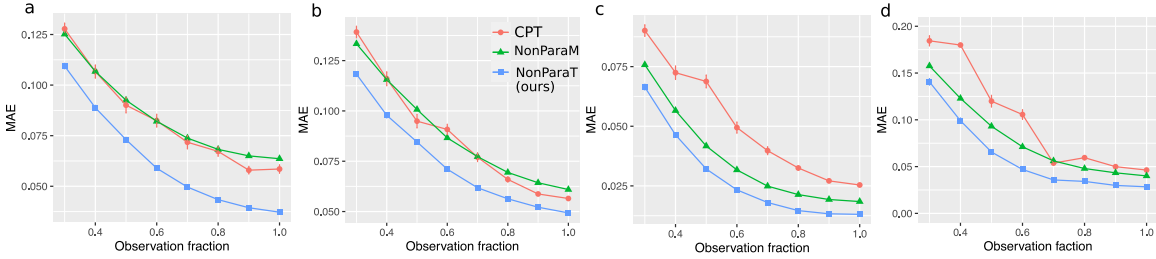 a
MAE
0.125
0.100
0.075
0.050
0.4
0.6
0.8
1.0
Observation fraction
b
MAE
0.125
0.100
0.075
0.050
0.4
0.6
0.8
1.0
Observation fraction
CPT
NonParaM
NonParaT
(ours)
c
MAE
0.075
0.050
0.025
0.4
0.6
0.8
1.0
Observation fraction
d
MAE
0.20
0.15
0.10
0.05
0.00
0.4
0.6
0.8
1.0
Observation faction